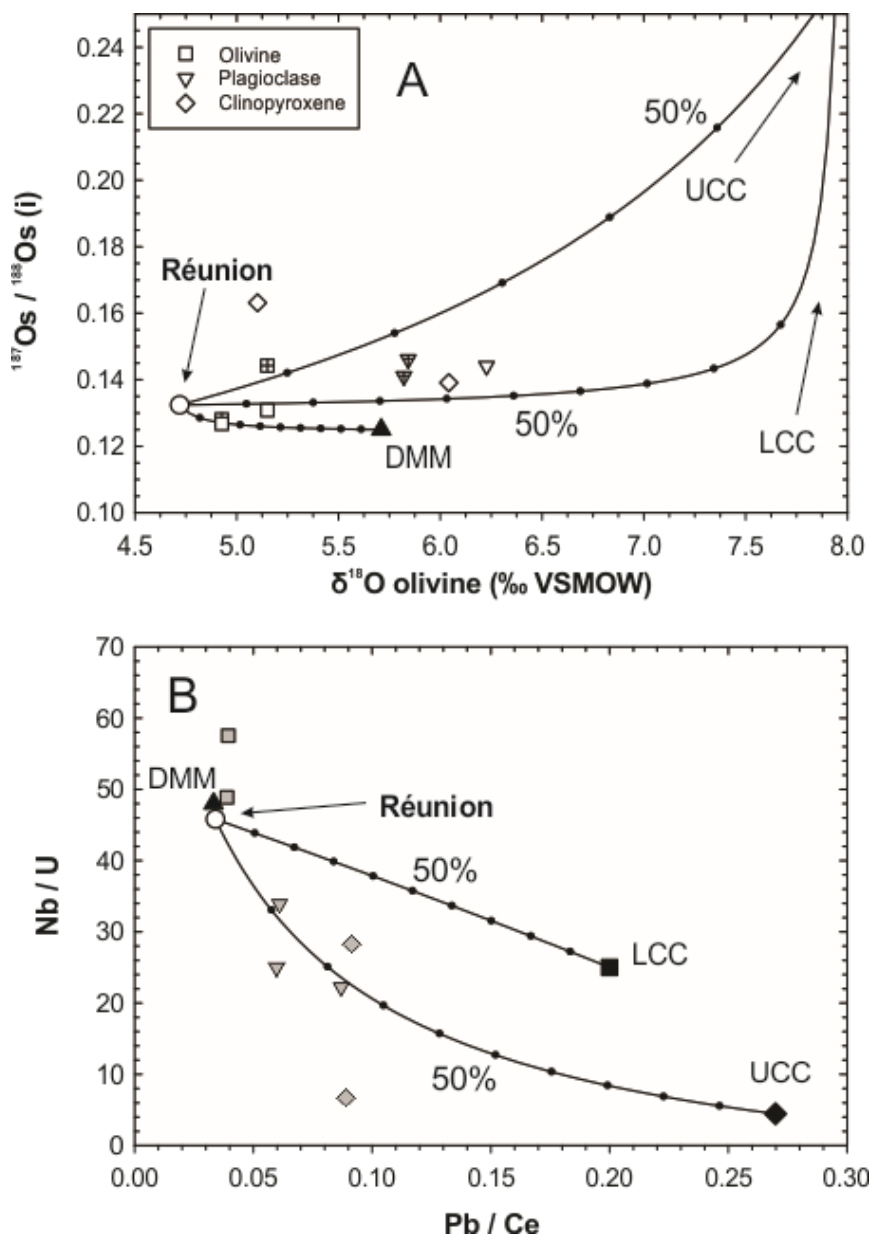 0.24
0.22
0.20
0.18
0.16
0.14
0.12
0.10
¹⁸⁷Os / ¹⁸⁸Os (i)
Olivine
Plagioclase
Clinopyroxene
A
50%
UCC
Réunion
50%
LCC
DMM
4.5 5.0 5.5 6.0 6.5 7.0 7.5 8.0
δ¹⁸O olivine (‰ VSMOW)
70
60
50
40
30
20
10
0
Nb / U
B
DMM
Réunion
50%
LCC
50%
UCC
0.00 0.05 0.10 0.15 0.20 0.25 0.30
Pb / Ce